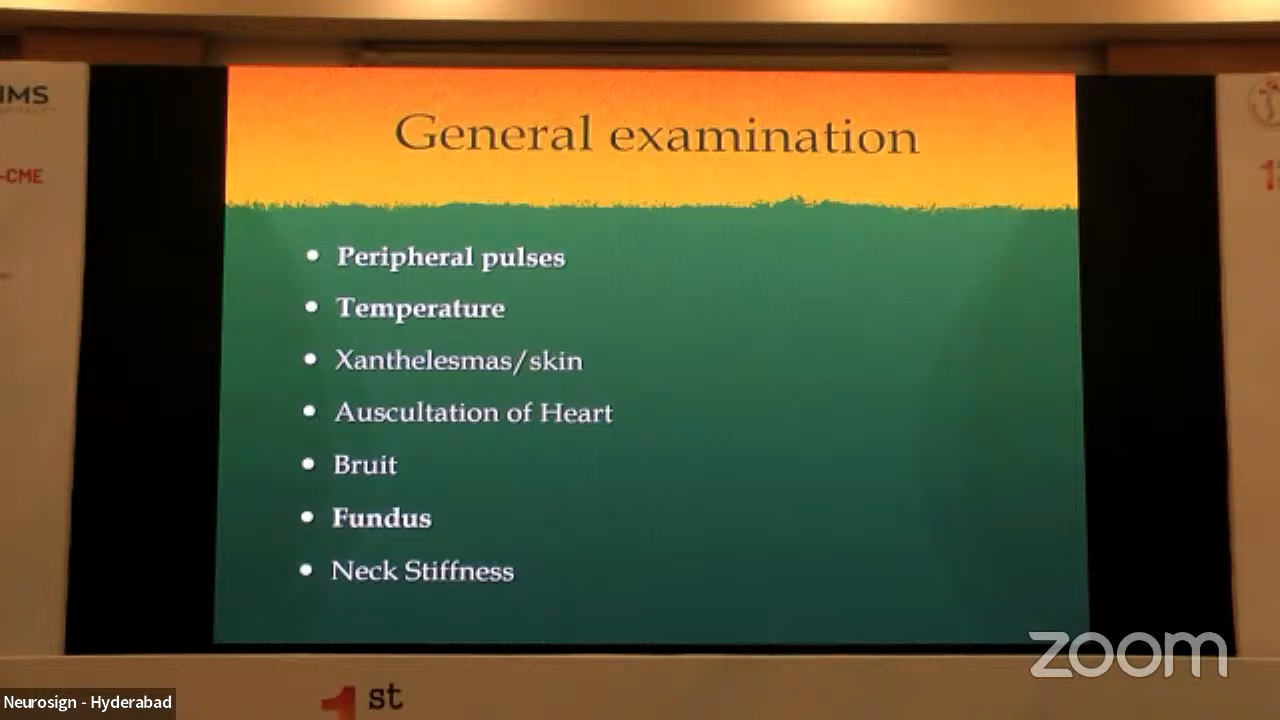 General examination
IMS
-CME
• Peripheral pulses
• Temperature
• Xanthelesmas/skin
• Auscultation of Heart
• Bruit
• Fundus
• Neck Stiffness
zoom
Neurosign - Hyderabad
1st